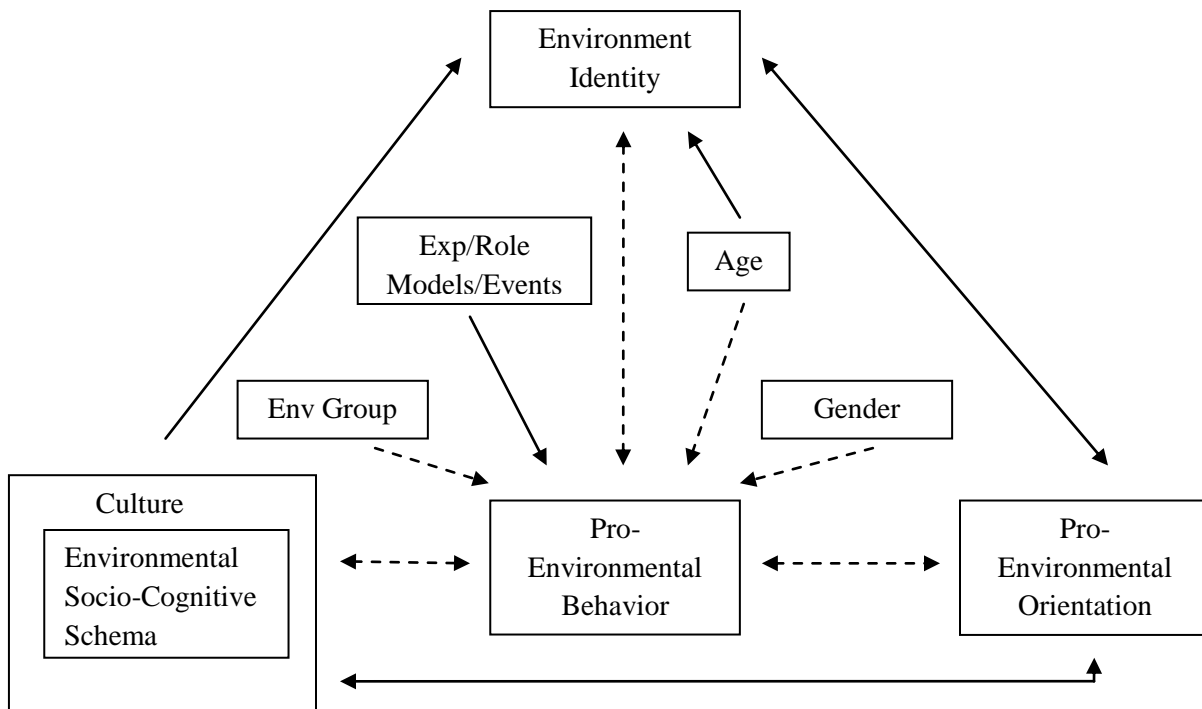 Environment
Identity
Exp/Role
Models/Events
Age
Env Group
Gender
Culture
Environmental
Socio-Cognitive
Schema
Pro-
Environmental
Behavior
Pro-
Environmental
Orientation